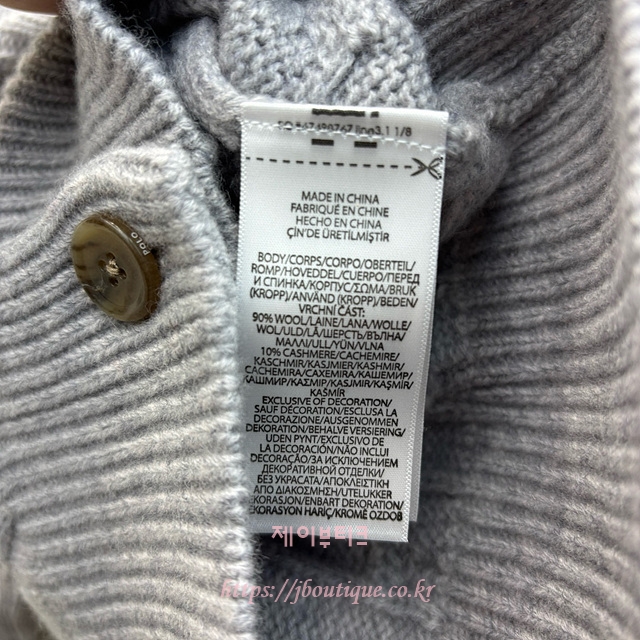 MADE IN CHINA
FABRIQUÉ EN CHINE
HECHO EN CHINA
ÇİN'DE ÜRETİLMİŞTİR
BODY/CORPS/CORPO/OBERTEIL/
ROMP/HOVEDDEL/CUERPO/ПЕРЕД
И СПИНКА/КОРПУС/ΣΩΜΑ/BRUK
(KROPP)/ANVÄND (KROPP)/BEDEN/
VRCHNÍ ČÁST:
90% WOOL/LAINE/LANA/WOLLE/
WOL/ULD/LÃ/ШЕРСТЬ/ВЪЛНА/
ΜΑΛΛΙ/ULL/YÜN/VLNA
10% CASHMERE/CACHEMIRE/
KASCHMIR/KASJMIER/KASHMIR/
CACHEMIRA/CAXEMIRA/КАШЕМИР/
КАШМИР/ΚΑΣΜΙΡ/KASJMIR/KAŞMİR/
KAŠMÍR
EXCLUSIVE OF DECORATION/
SAUF DÉCORATION/ESCLUSA LA
DECORAZIONE/AUSGENOMMEN
DEKORATION/BEHALVE VERSIERING/
UDEN PYNT/EXCLUSIVO DE
LA DECORACIÓN/NÃO INCLUI
DECORAÇÃO/ЗА ИСКЛЮЧЕНИЕМ
ДЕКОРАТИВНОЙ ОТДЕЛКИ/
БЕЗ УКРАСАТА/ΑΠΟΚΛΕΙΣΤΙΚΗ
ΑΠΟ ΔΙΑΚΟΣΜΗΣΗ/UTELUKKER
DEKORASJON/ENBART DEKORATION/
DEKORASYON HARİÇ/KROMĚ OZDOB
POLO
제이부티크
https://jboutique.co.kr